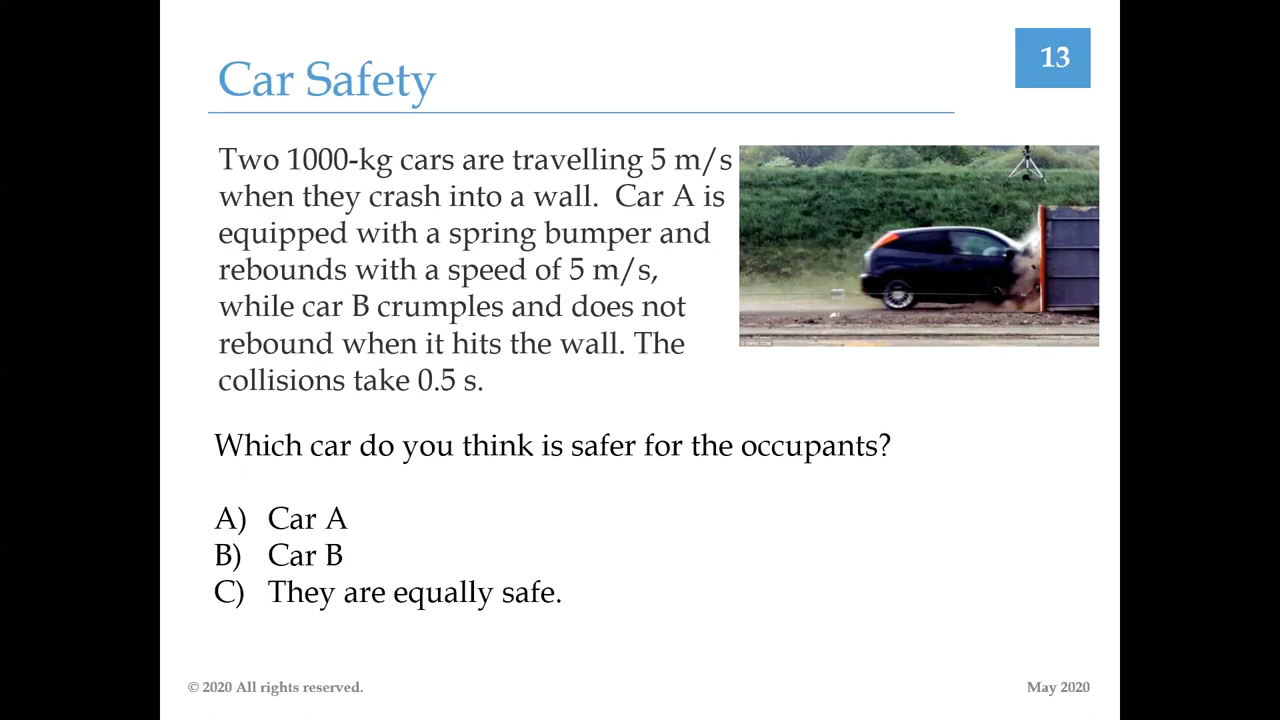 13
Car Safety
Two 1000-kg cars are travelling 5 m/s
when they crash into a wall.  Car A is
equipped with a spring bumper and
rebounds with a speed of 5 m/s,
while car B crumples and does not
rebound when it hits the wall. The
collisions take 0.5 s.
Which car do you think is safer for the occupants?
A) Car A
B) Car B
C) They are equally safe.
© 2020 All rights reserved.
May 2020